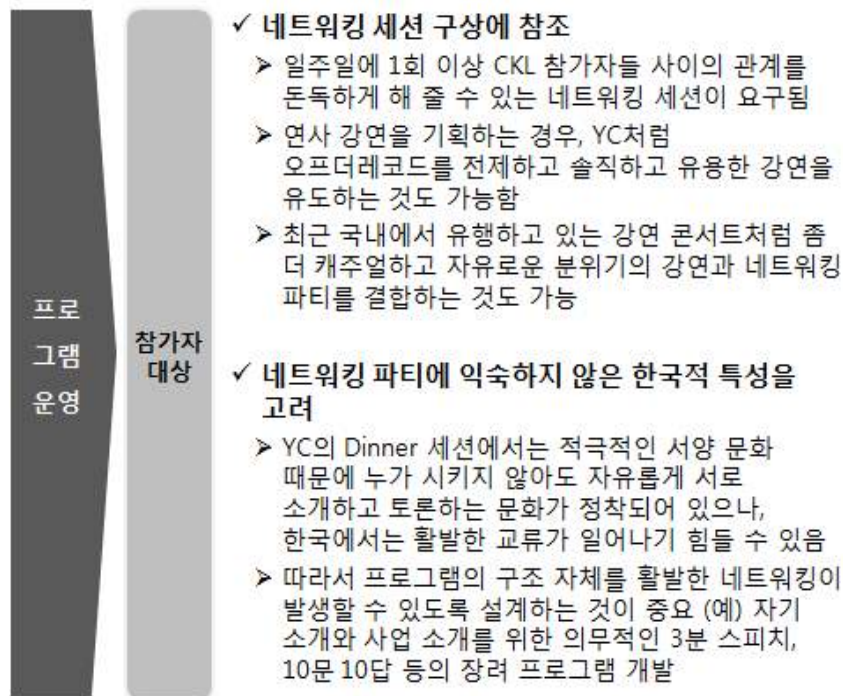 프로
그램
운영
참가자
대상
✓ 네트워킹 세션 구상에 참조
➤ 일주일에 1회 이상 CKL 참가자들 사이의 관계를
돈독하게 해 줄 수 있는 네트워킹 세션이 요구됨
➤ 연사 강연을 기획하는 경우, YC처럼
오프더레코드를 전제하고 솔직하고 유용한 강연을
유도하는 것도 가능함
➤ 최근 국내에서 유행하고 있는 강연 콘서트처럼 좀
더 캐주얼하고 자유로운 분위기의 강연과 네트워킹
파티를 결합하는 것도 가능
✓ 네트워킹 파티에 익숙하지 않은 한국적 특성을
고려
➤ YC의 Dinner 세션에서는 적극적인 서양 문화
때문에 누가 시키지 않아도 자유롭게 서로
소개하고 토론하는 문화가 정착되어 있으나,
한국에서는 활발한 교류가 일어나기 힘들 수 있음
➤ 따라서 프로그램의 구조 자체를 활발한 네트워킹이
발생할 수 있도록 설계하는 것이 중요 (예) 자기
소개와 사업 소개를 위한 의무적인 3분 스피치,
10문 10답 등의 장려 프로그램 개발